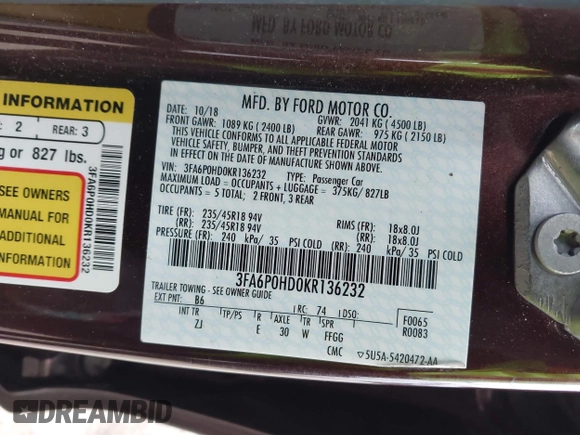 MFD. BY FORD MOTOR CO.
INFORMATION
2 REAR: 3
g or 827 lbs.
SEE OWNERS
MANUAL FOR
MORE
INFORMATION
3FA6P0HD0KR136232
MFD. BY FORD MOTOR CO.
DATE: 10/18 GVWR: 2041 KG (4500 LB)
FRONT GAWR: 1089 KG (2400 LB) REAR GAWR: 975 KG (2150 LB)
THIS VEHICLE CONFORMS TO ALL APPLICABLE FEDERAL MOTOR
VEHICLE SAFETY, BUMPER, AND THEFT PREVENTION STANDARDS
IN EFFECT ON THE DATE OF MANUFACTURE SHOWN ABOVE.
VIN: 3FA6P0HD0KR136232 TYPE: Passenger Car
MAXIMUM LOAD = OCCUPANTS + LUGGAGE = 375KG/827LB
OCCUPANTS = 5 TOTAL; 2 FRONT, 3 REAR
TIRE (FR): 235/45R18 94V RIMS (FR): 18x8.0J
(RR): 235/45R18 94V (RR): 18x8.0J
PRESSURE (FR): 240 kPa/ 35 PSI COLD (RR): 240 kPa/ 35 PSI COLD
3FA6P0HD0KR136232
TRAILER TOWING - SEE OWNER GUIDE
EXT PNT: B6 RC: 74 DSO: F0065
INT TR TP/PS R AXLE TR SPR R0083
ZJ E 30 W FFGG
CMC ▽5U5A-5420472-AA
DREAMBID